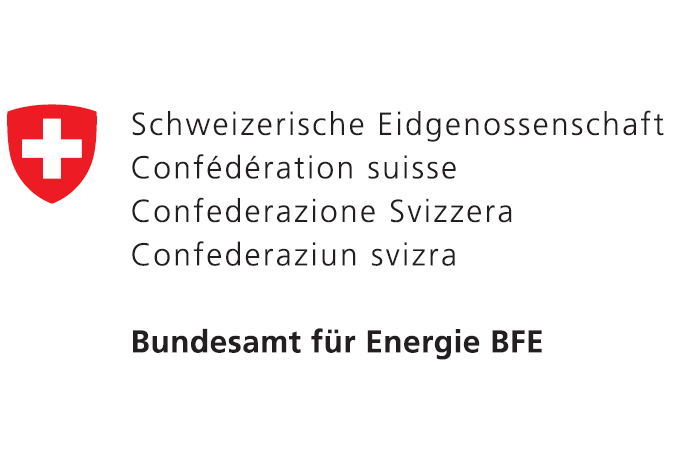 Schweizerische Eidgenossenschaft
Confédération suisse
Confederazione Svizzera
Confederaziun svizra
Bundesamt für Energie BFE